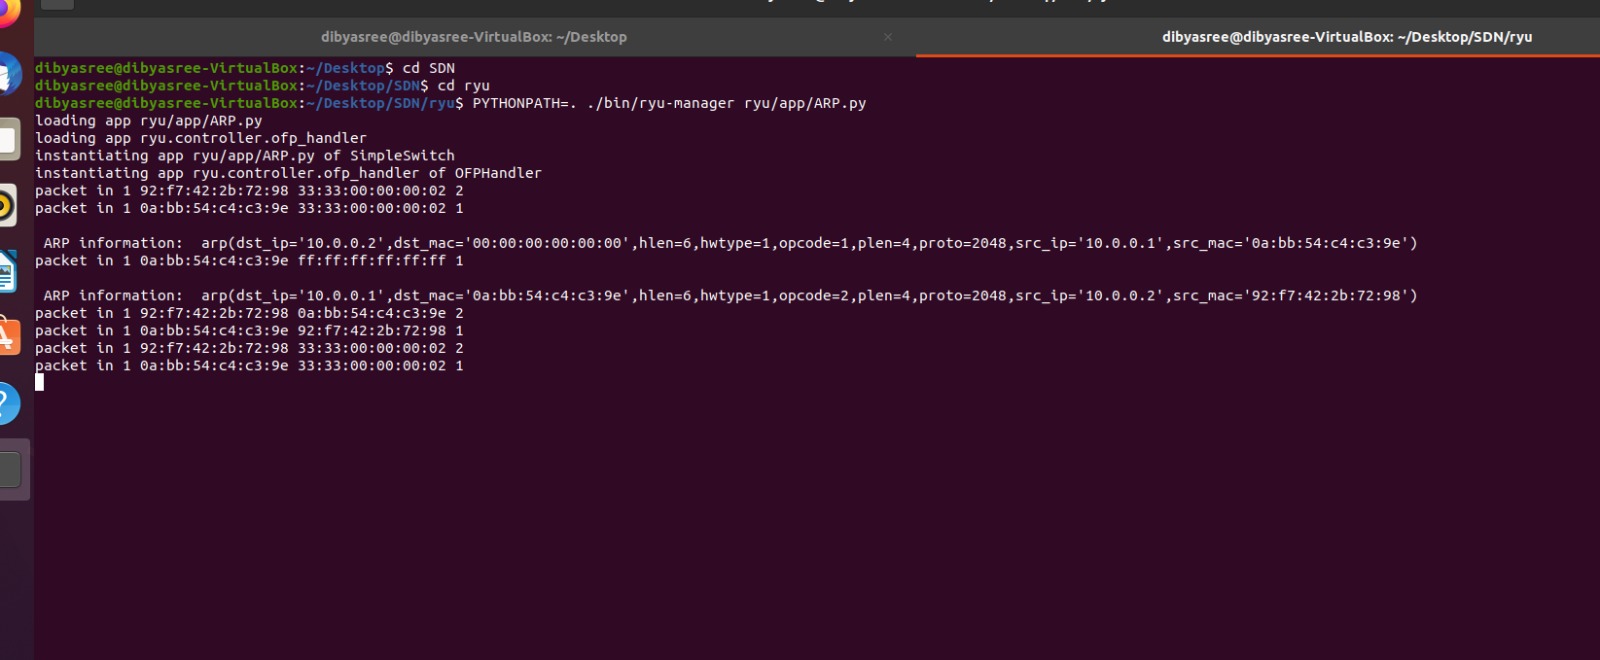 dibyasree@dibyasree-VirtualBox: ~/Desktop
dibyasree@dibyasree-VirtualBox: ~/Desktop/SDN/ryu
dibyasree@dibyasree-VirtualBox:~/Desktop$ cd SDN
dibyasree@dibyasree-VirtualBox:~/Desktop/SDN$ cd ryu
dibyasree@dibyasree-VirtualBox:~/Desktop/SDN/ryu$ PYTHONPATH=. ./bin/ryu-manager ryu/app/ARP.py
loading app ryu/app/ARP.py
loading app ryu.controller.ofp_handler
instantiating app ryu/app/ARP.py of SimpleSwitch
instantiating app ryu.controller.ofp_handler of OFPHandler
packet in 1 92:f7:42:2b:72:98 33:33:00:00:00:02 2
packet in 1 0a:bb:54:c4:c3:9e 33:33:00:00:00:02 1
ARP information:  arp(dst_ip='10.0.0.2',dst_mac='00:00:00:00:00:00',hlen=6,hwtype=1,opcode=1,plen=4,proto=2048,src_ip='10.0.0.1',src_mac='0a:bb:54:c4:c3:9e')
packet in 1 0a:bb:54:c4:c3:9e ff:ff:ff:ff:ff:ff 1
ARP information:  arp(dst_ip='10.0.0.1',dst_mac='0a:bb:54:c4:c3:9e',hlen=6,hwtype=1,opcode=2,plen=4,proto=2048,src_ip='10.0.0.2',src_mac='92:f7:42:2b:72:98')
packet in 1 92:f7:42:2b:72:98 0a:bb:54:c4:c3:9e 2
packet in 1 0a:bb:54:c4:c3:9e 92:f7:42:2b:72:98 1
packet in 1 92:f7:42:2b:72:98 33:33:00:00:00:02 2
packet in 1 0a:bb:54:c4:c3:9e 33:33:00:00:00:02 1